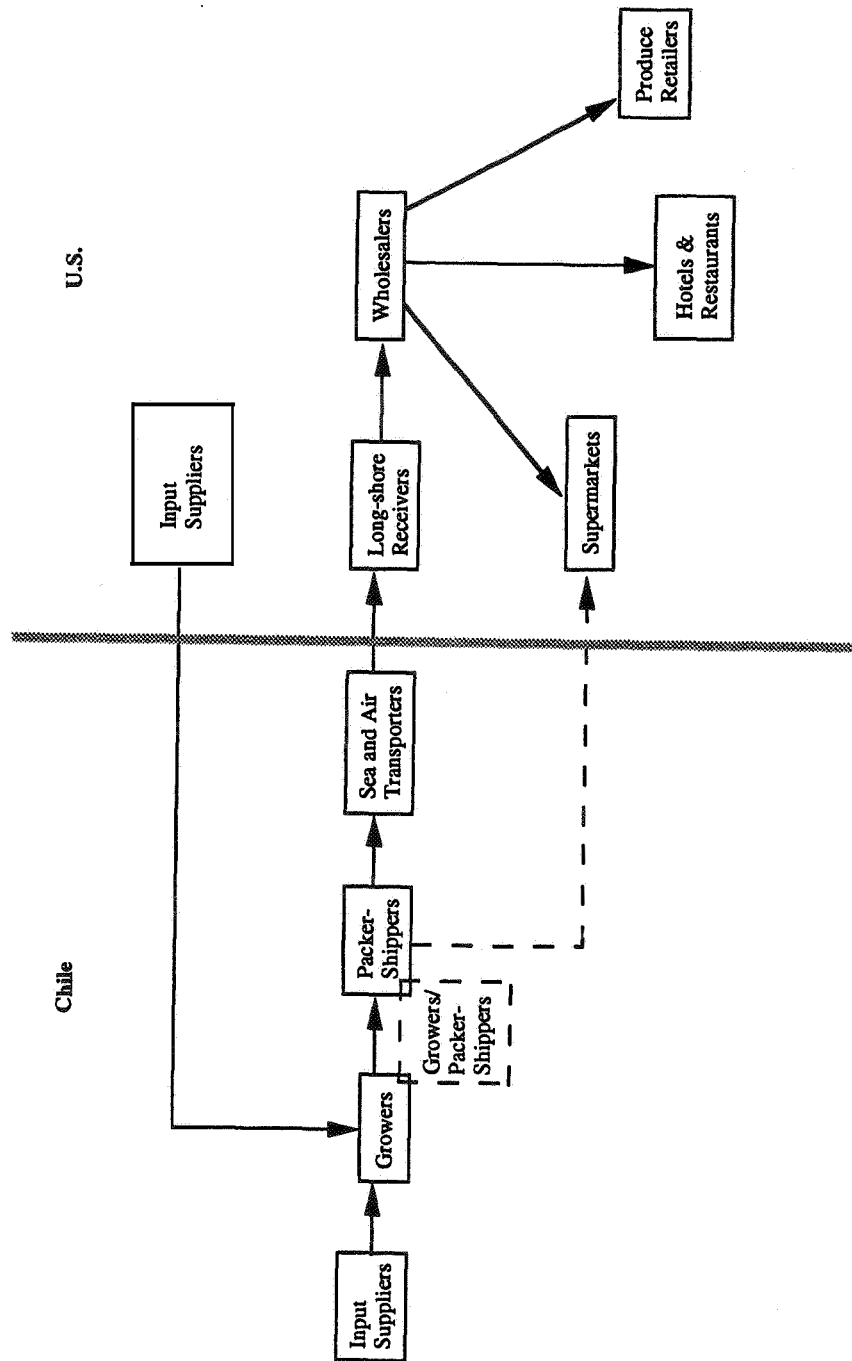 Chile
U.S.
Input
Suppliers
Input
Suppliers
Growers
Growers/
Packer-
Shippers
Packer-
Shippers
Sea and Air
Transporters
Long-shore
Receivers
Wholesalers
Supermarkets
Hotels &
Restaurants
Produce
Retailers